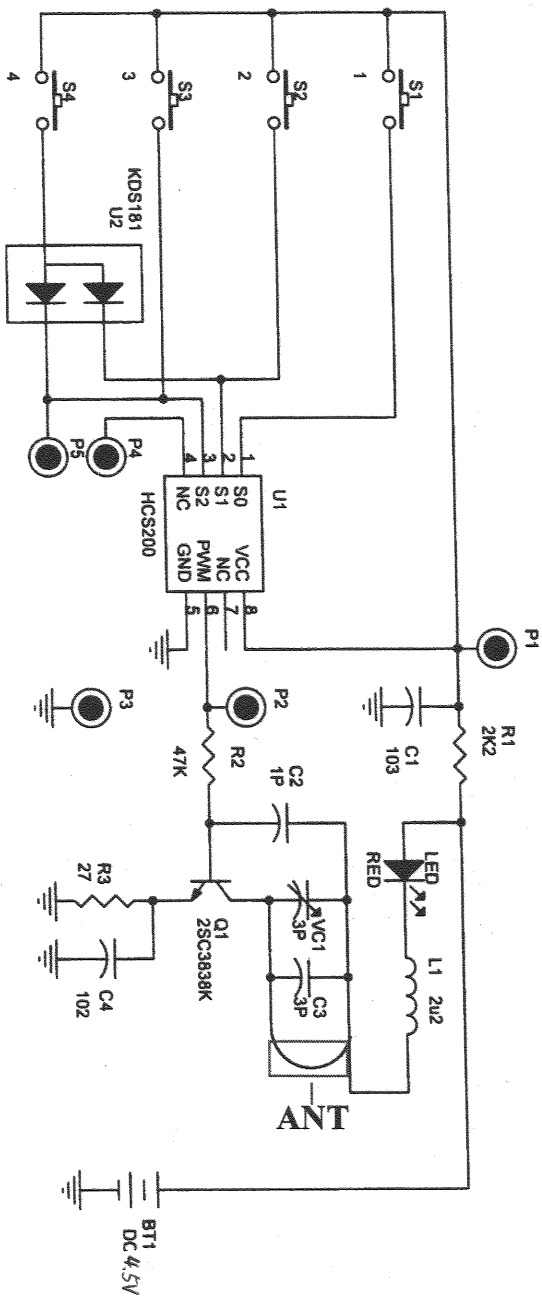 S4
4
S3
3
S2
2
S1
1
KDS181
U2
P5
P4
4
3
2
1
NC
S2
S1
S0
U1
HCS200
GND
PWM
NC
VCC
5
6
7
8
P1
P3
P2
C1
103
R1
2K2
R2
47K
C2
1P
LED
RED
R3
27
Q1
2SC3838K
VC1
3P
L1
2u2
C4
102
C3
3P
ANT
BT1
DC 4.5V